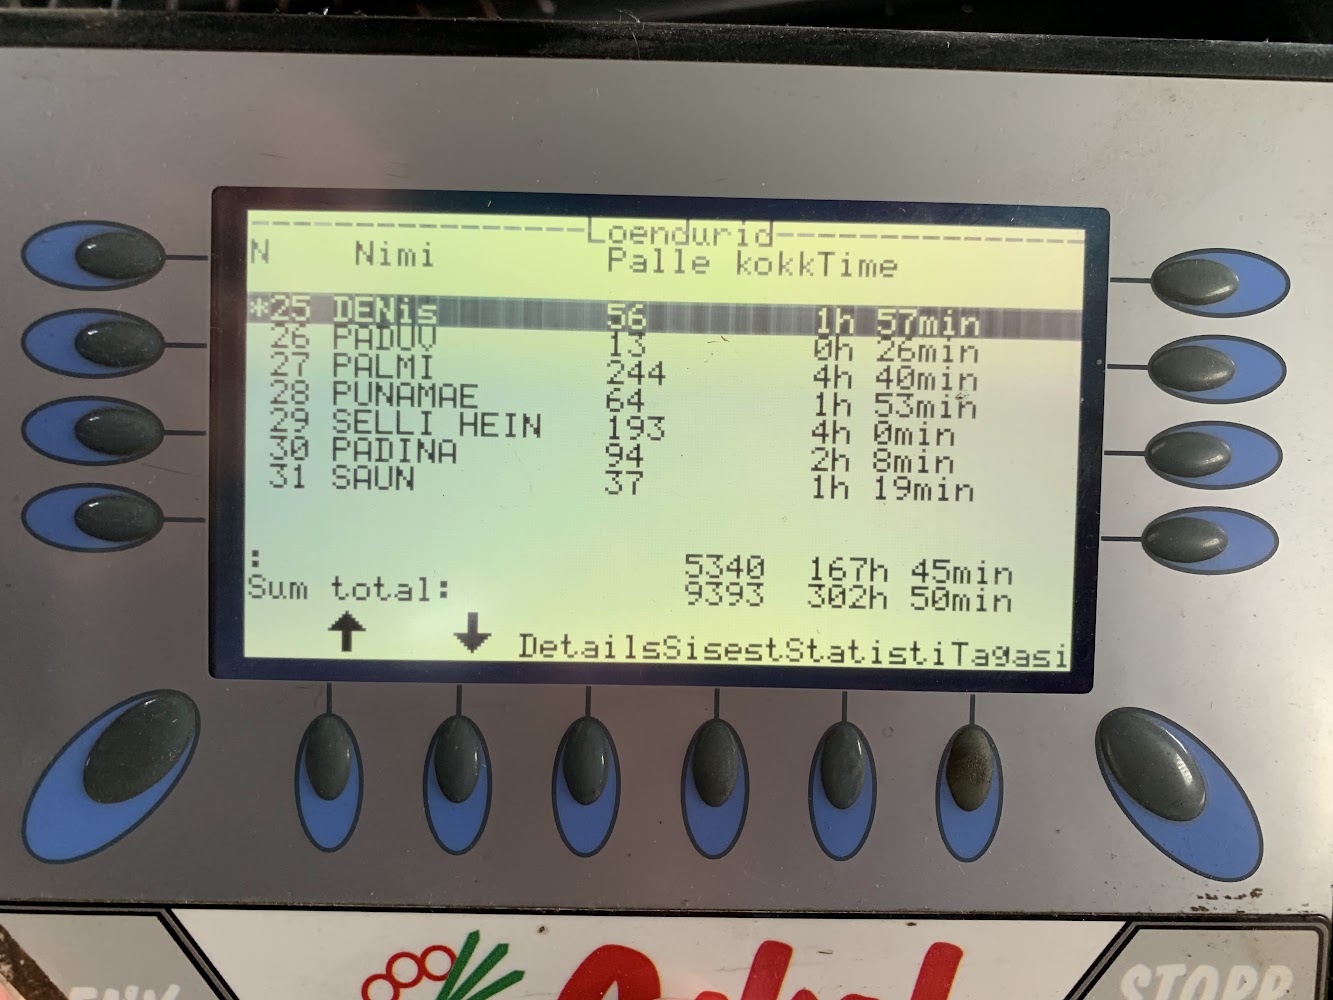 Loendurid
N Nimi Palle kokkTime
*25 DENis 56 1h 57min
26 PADUV 13 0h 26min
27 PALMI 244 4h 40min
28 PUNAMAE 64 1h 53min
29 SELLI HEIN 193 4h 0min
30 PADINA 94 2h 8min
31 SAUN 37 1h 19min
: 5340 167h 45min
Sum total: 9393 302h 50min
DetailsSisestStatistiTagasi
STOPP